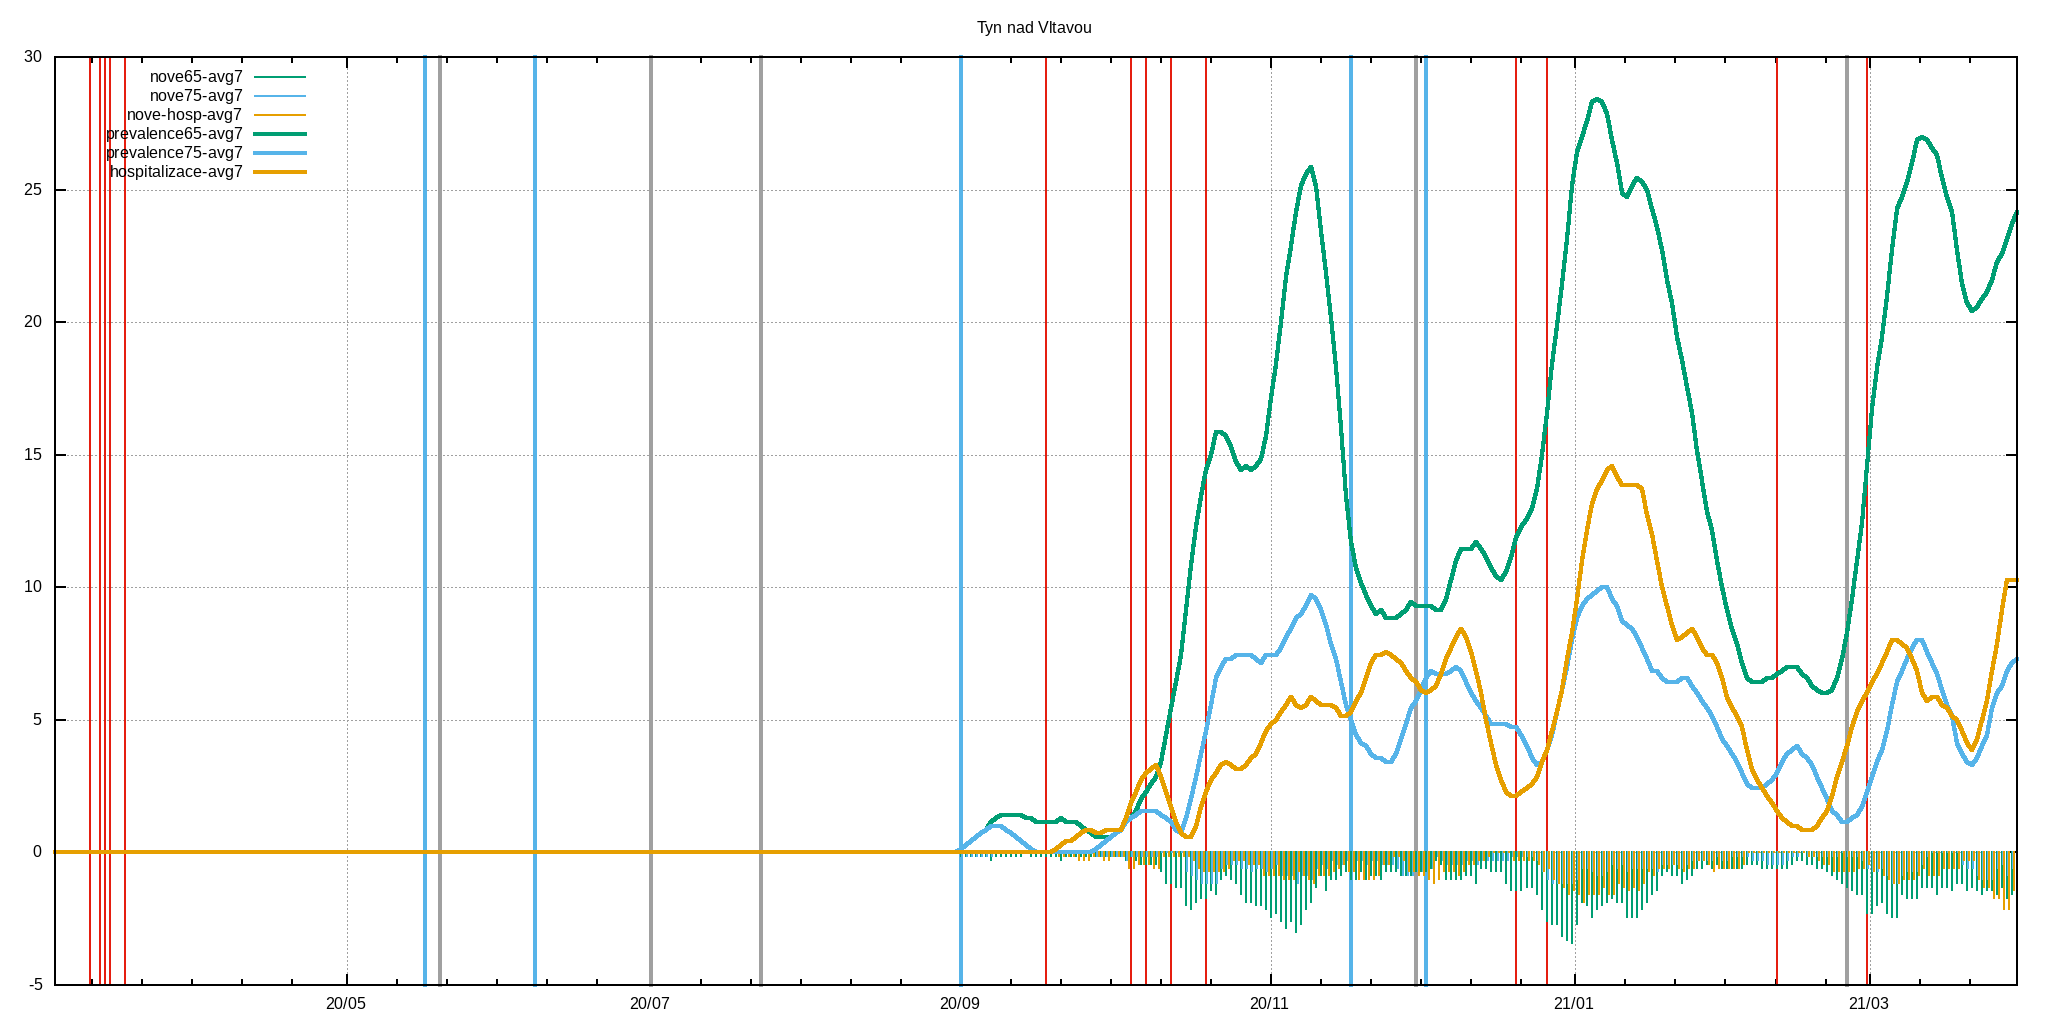 Tyn nad Vltavou
30
25
20
15
10
5
0
-5
nove65-avg7
nove75-avg7
nove-hosp-avg7
prevalence65-avg7
prevalence75-avg7
hospitalizace-avg7
20/05 20/07 20/09 20/11 21/01 21/03